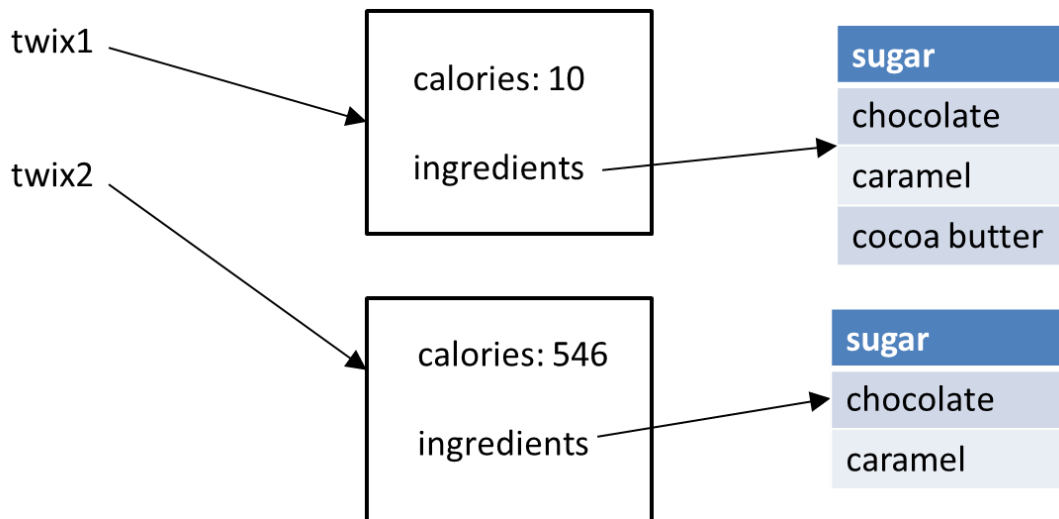 twix1
calories: 10
ingredients
sugar
chocolate
caramel
cocoa butter
twix2
calories: 546
ingredients
sugar
chocolate
caramel